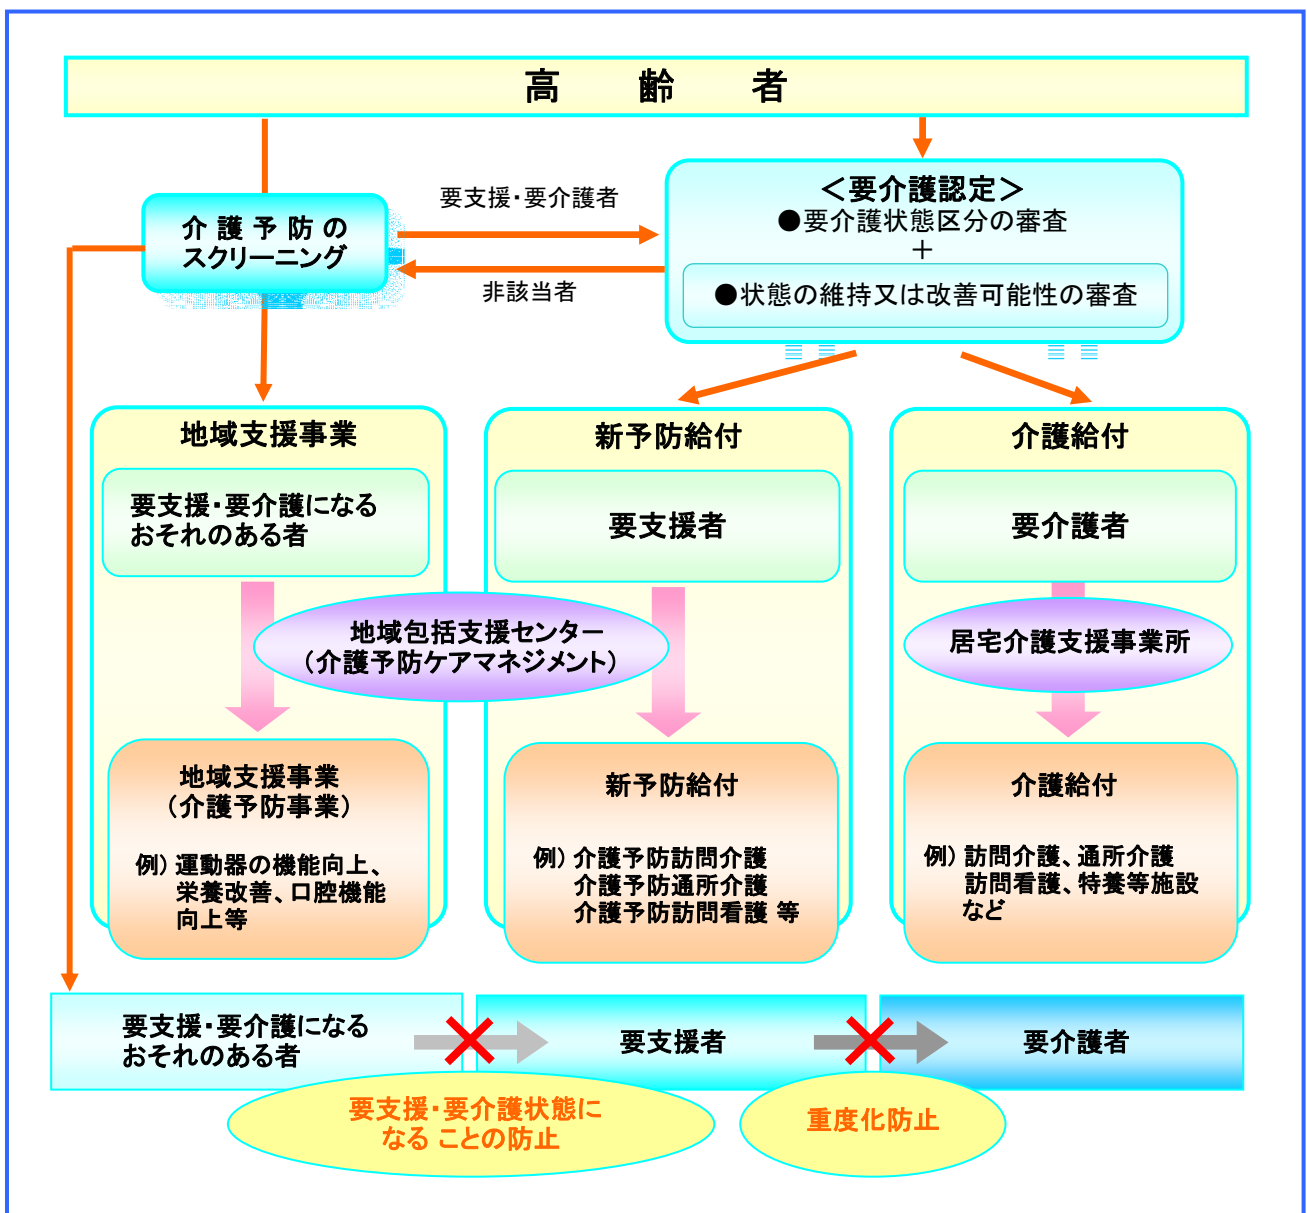 高 齢 者
介護予防の
スクリーニング
要支援・要介護者
非該当者
＜要介護認定＞
●要介護状態区分の審査
＋
●状態の維持又は改善可能性の審査
地域支援事業
要支援・要介護になる
おそれのある者
新予防給付
要支援者
介護給付
要介護者
地域包括支援センター
（介護予防ケアマネジメント）
居宅介護支援事業所
地域支援事業
（介護予防事業）
例）運動器の機能向上、
栄養改善、口腔機能
向上等
新予防給付
例）介護予防訪問介護
介護予防通所介護
介護予防訪問看護 等
介護給付
例）訪問介護、通所介護
訪問看護、特養等施設
など
要支援・要介護になる
おそれのある者
要支援者
要介護者
要支援・要介護状態に
なる ことの防止
重度化防止